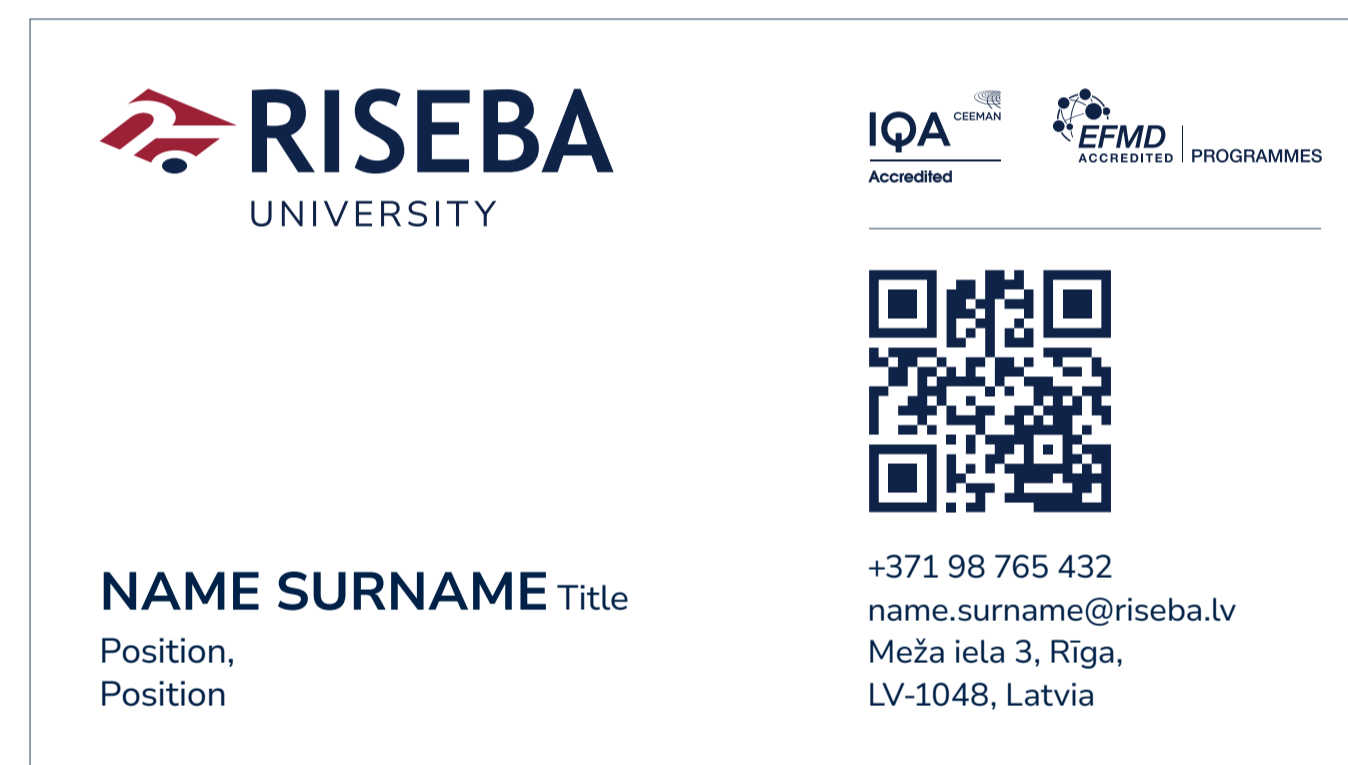 RISEBA
UNIVERSITY
IQA CEEMAN
Accredited
EFMD
ACCREDITED PROGRAMMES
NAME SURNAME Title
Position,
Position
+371 98 765 432
name.surname@riseba.lv
Meža iela 3, Rīga,
LV-1048, Latvia